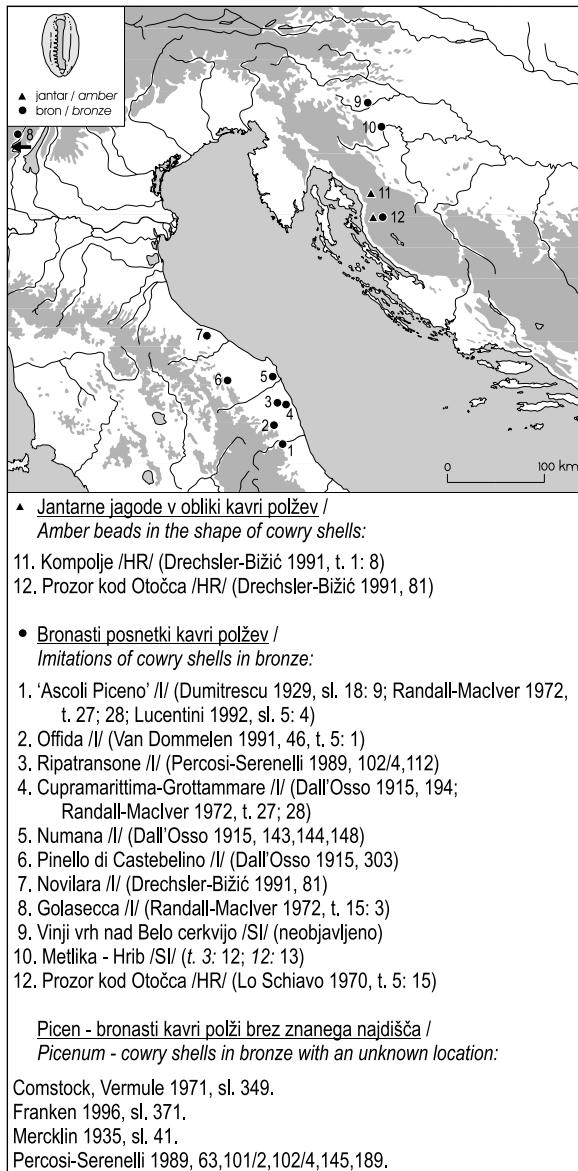 ▲ jantar / amber
● bron / bronze
8
9
10
11
12
7
6
5
3
4
2
1
0 100 km
▲ Jantarne jagode v obliki kavri polžev /
Amber beads in the shape of cowry shells:
11. Kompolje /HR/ (Drechsler-Bižić 1991, t. 1: 8)
12. Prozor kod Otočca /HR/ (Drechsler-Bižić 1991, 81)
● Bronasti posnetki kavri polžev /
Imitations of cowry shells in bronze:
1. ‘Ascoli Piceno’ /I/ (Dumitrescu 1929, sl. 18: 9; Randall-MacIver 1972,
t. 27; 28; Lucentini 1992, sl. 5: 4)
2. Offida /I/ (Van Dommelen 1991, 46, t. 5: 1)
3. Ripatransone /I/ (Percosi-Serenelli 1989, 102/4,112)
4. Cupramarittima-Grottammare /I/ (Dall'Osso 1915, 194;
Randall-MacIver 1972, t. 27; 28)
5. Numana /I/ (Dall'Osso 1915, 143,144,148)
6. Pinello di Castebelino /I/ (Dall'Osso 1915, 303)
7. Novilara /I/ (Drechsler-Bižić 1991, 81)
8. Golasecca /I/ (Randall-MacIver 1972, t. 15: 3)
9. Vinji vrh nad Belo cerkvijo /SI/ (neobjavljeno)
10. Metlika - Hrib /SI/ (t. 3: 12; 12: 13)
12. Prozor kod Otočca /HR/ (Lo Schiavo 1970, t. 5: 15)
Picen - bronasti kavri polži brez znanega najdišča /
Picenum - cowry shells in bronze with an unknown location:
Comstock, Vermule 1971, sl. 349.
Franken 1996, sl. 371.
Mercklin 1935, sl. 41.
Percosi-Serenelli 1989, 63,101/2,102/4,145,189.